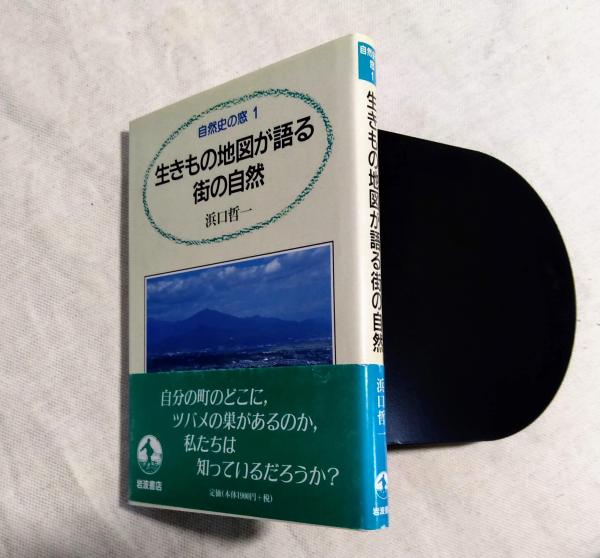 自然史の窓 1
生きもの地図が語る
街の自然
浜口哲一
自分の町のどこに,
ツバメの巣があるのか,
私たちは
知っているだろうか?
岩波書店
定価(本体1900円+税)
自然史の
窓 1
生きもの地図が語る街の自然
浜口哲一